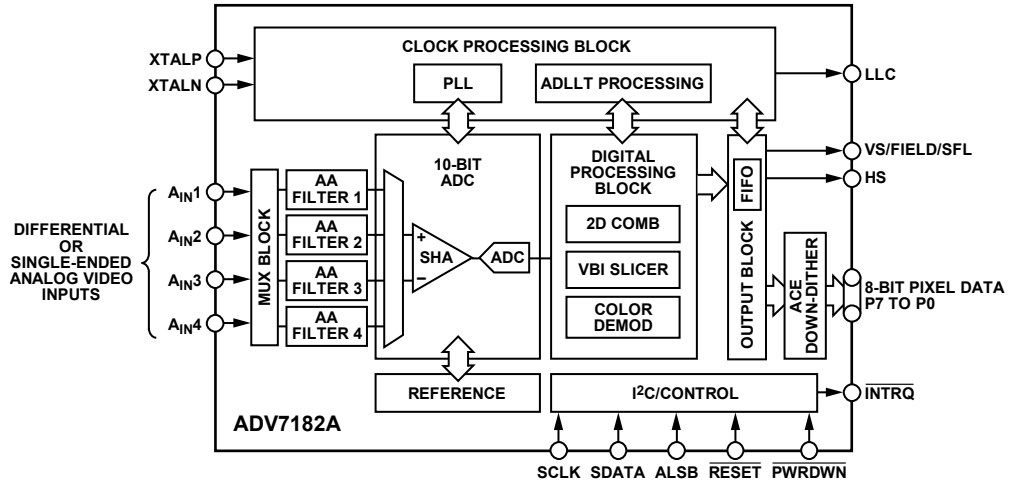 CLOCK PROCESSING BLOCK
XTALP
XTALN
PLL
ADLLT PROCESSING
LLC
10-BIT
ADC
DIGITAL
PROCESSING
BLOCK
2D COMB
VBI SLICER
COLOR
DEMOD
OUTPUT BLOCK
FIFO
VS/FIELD/SFL
HS
DIFFERENTIAL
OR
SINGLE-ENDED
ANALOG VIDEO
INPUTS
AIN1
AIN2
AIN3
AIN4
MUX BLOCK
AA
FILTER 1
AA
FILTER 2
AA
FILTER 3
AA
FILTER 4
+
SHA
−
ADC
ACE
DOWN-DITHER
8-BIT PIXEL DATA
P7 TO P0
REFERENCE
I2C/CONTROL
INTRQ
ADV7182A
SCLK
SDATA
ALSB
RESET
PWRDWN